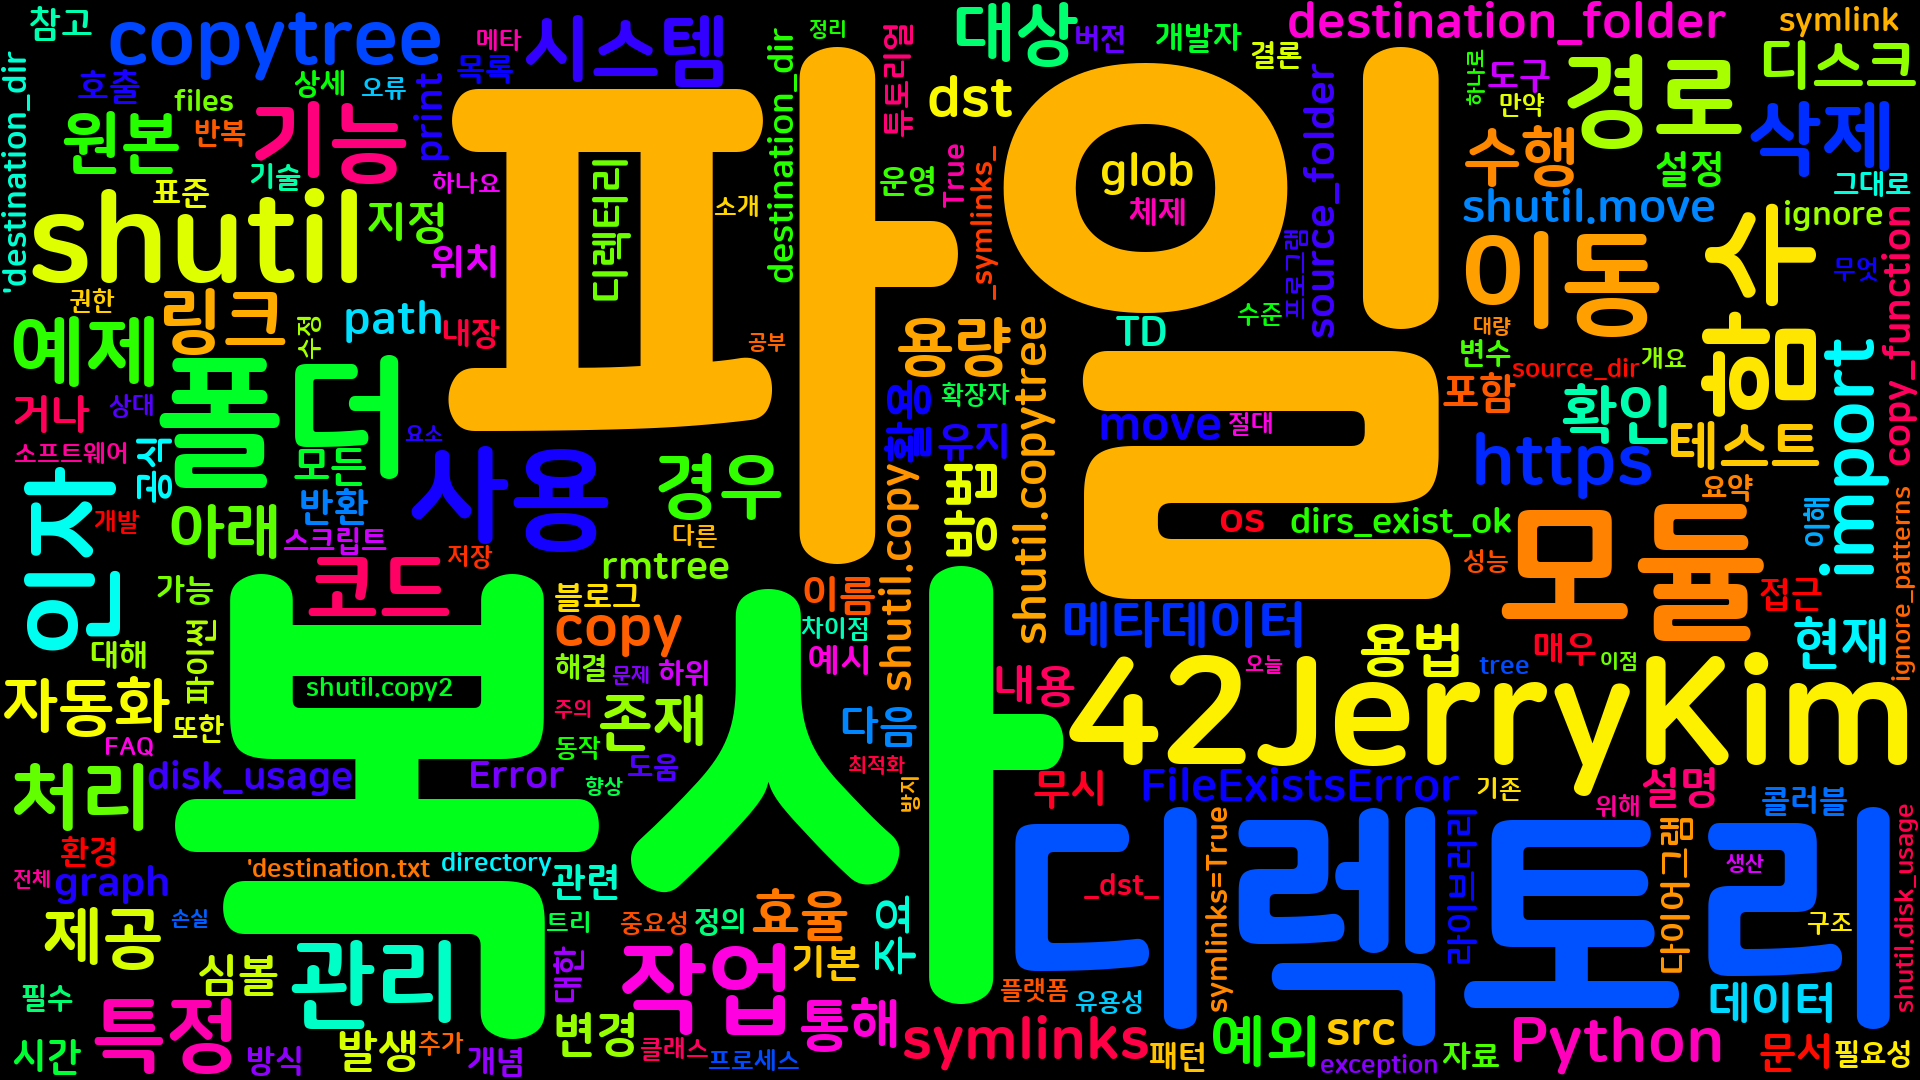 참고
copytree
메타
시스템
정리
대상
버전
개발자
destination_folder
symlink
'destination_dir
호출
상세
오류
목록
print
destination_dir
튜토리얼
결론
디스크
files
dst
하나로
도구
만약
경로
원본
반복
기능
파일
source_folder
수행
설정
삭제
기술
하나요
디렉터리
운영
True
glob
체제
그대로
표준
shutil
지정
소개
_symlinks_
프로그램
shutil.move
ignore
위치
이동
복사
사
무엇
copy_function
권한
링크
수정
path
내장
공부
용량
shutil.copytree
TD
수준
대량
변수
source_dir
개요
함
import
예제
폴더
거나
상대
요소
활용
확장자
유지
move
절대
포함
확인
테스트
소프트웨어
공식
모든
사용
경우
방법
https
요약
인자
개발
아래
반환
스크립트
다른
shutil.copy
os
dirs_exist_ok
모듈
이해
ignore_patterns
코드
저장
rmtree
성능
접근
가능
블로그
이름
메타데이터
용법
매우
현재
대해
파이썬
copy
차이점
예시
tree
이점
자동화
또한
shutil.copy2
해결
문제
하위
내용
오늘
42JerryKim
주의
존재
다음
FAQ
동작
도움
최적화
처리
disk_usage
Error
향상
방지
무시
FileExistsError
기존
위해
설명
콜러블
환경
디렉토리
symlinks=True
라이브러리
다이어그램
생산
shutil.disk_usage
전체
graph
'destination.txt
directory
관련
_dst_
제공
손실
트리
중요성
정의
효율
주여
구조
심볼
관리
대한
작업
기본
필수
플랫폼
유용성
데이터
특정
통해
시간
방식
발생
추가
개념
변경
클래스
프로세스
symlinks
패턴
예외
src
exception
자료
Python
문서
필요성